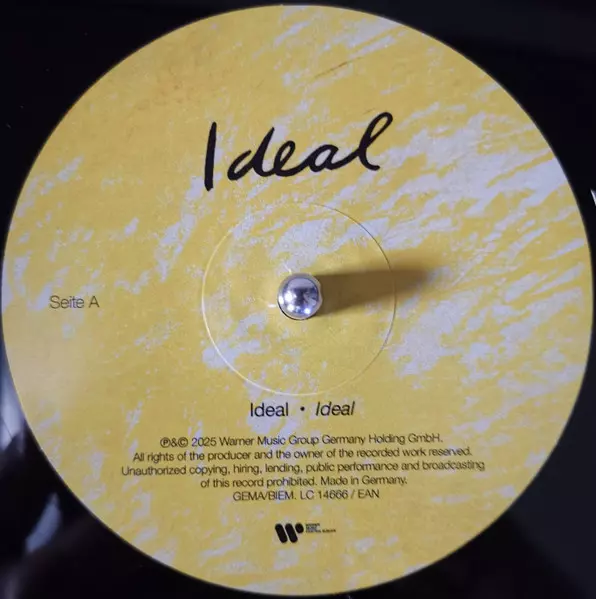 Ideal
Seite A
Ideal • Ideal
℗&© 2025 Warner Music Group Germany Holding GmbH.
All rights of the producer and the owner of the recorded work reserved.
Unauthorized copying, hiring, lending, public performance and broadcasting
of this record prohibited. Made in Germany.
GEMA/BIEM. LC 14666 / EAN